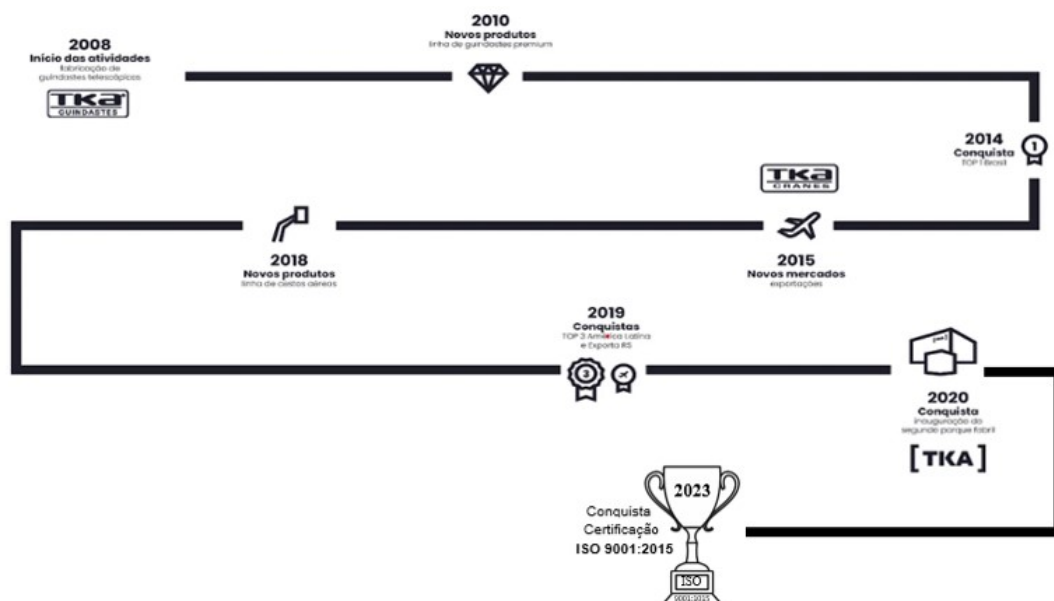 2008
Início das atividades
fabricação de
guindastes telescópicos
TKA
GUINDASTES
2010
Novos produtos
linha de guindastes premium
2014
Conquista
TOP 1 Brasil
1
TKA
CRANES
2015
Novos mercados
exportações
2018
Novos produtos
linha de cestos aéreos
2019
Conquistas
TOP 3 América Latina
e Exporta RS
3
2020
Conquista
inauguração do
segundo parque fabril
[TKA]
2023
Conquista
Certificação
ISO 9001:2015
ISO
9001:2015